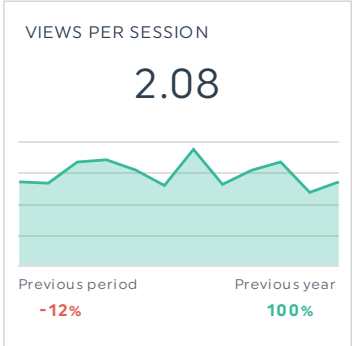 VIEWS PER SESSION
2.08
Previous period Previous year
-12% 100%